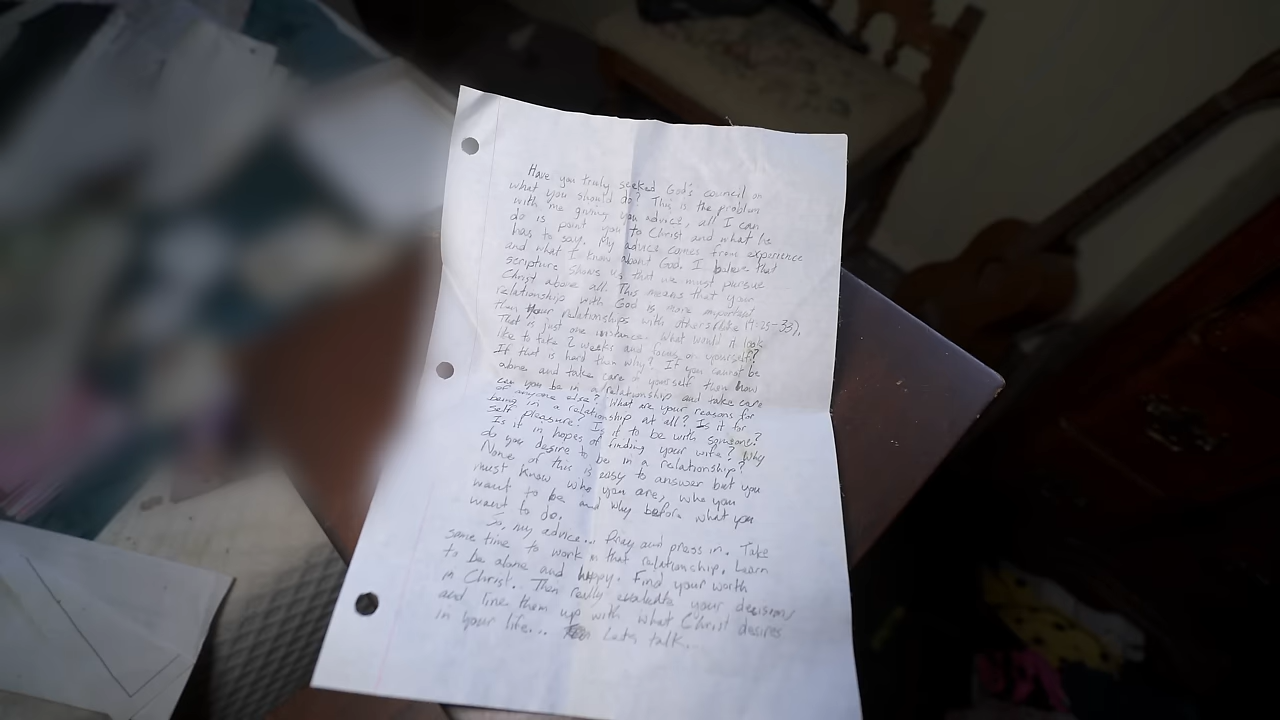 Have you truly seeked God's council on
what you should do? This is the problem
with me giving you advice, all I can
do is point you to Christ and what he
has to say. My advice comes from experience
and what I know about God. I believe that
scripture shows us that we must pursue
Christ above all. This means that your
relationship with God is more important
than your relationships with others (Luke 14:25-33).
That is just one instance. What would it look
like to take 2 weeks and focus on yourself?
If that is hard then why? If you cannot be
alone and take care of yourself then how
can you be in a relationship and take care
of anyone else? What are your reasons for
being in a relationship at all? Is it for
self pleasure? Is it to be with someone?
Is it in hopes of finding your wife? Why
do you desire to be in a relationship?
None of this is easy to answer but you
must know who you are, who you
want to be and why before what you
want to do.
So, my advice... Pray and press in. Take
some time to work on that relationship. Learn
to be alone and happy. Find your worth
in Christ. Then really evaluate your decisions
and line them up with what Christ desires
in your life... Lets talk.